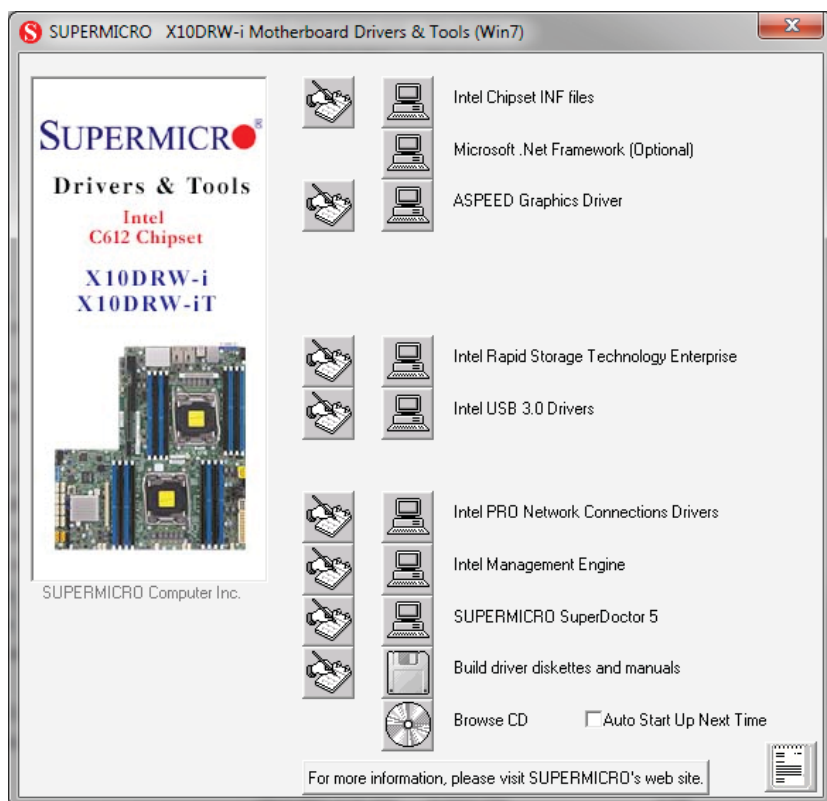 SUPERMICRO X10DRW-i Motherboard Drivers & Tools (Win7)
SUPERMICRO®
Drivers & Tools
Intel
C612 Chipset
X10DRW-i
X10DRW-iT
SUPERMICRO Computer Inc.
Intel Chipset INF files
Microsoft .Net Framework (Optional)
ASPEED Graphics Driver
Intel Rapid Storage Technology Enterprise
Intel USB 3.0 Drivers
Intel PRO Network Connections Drivers
Intel Management Engine
SUPERMICRO SuperDoctor 5
Build driver diskettes and manuals
Browse CD Auto Start Up Next Time
For more information, please visit SUPERMICRO's web site.